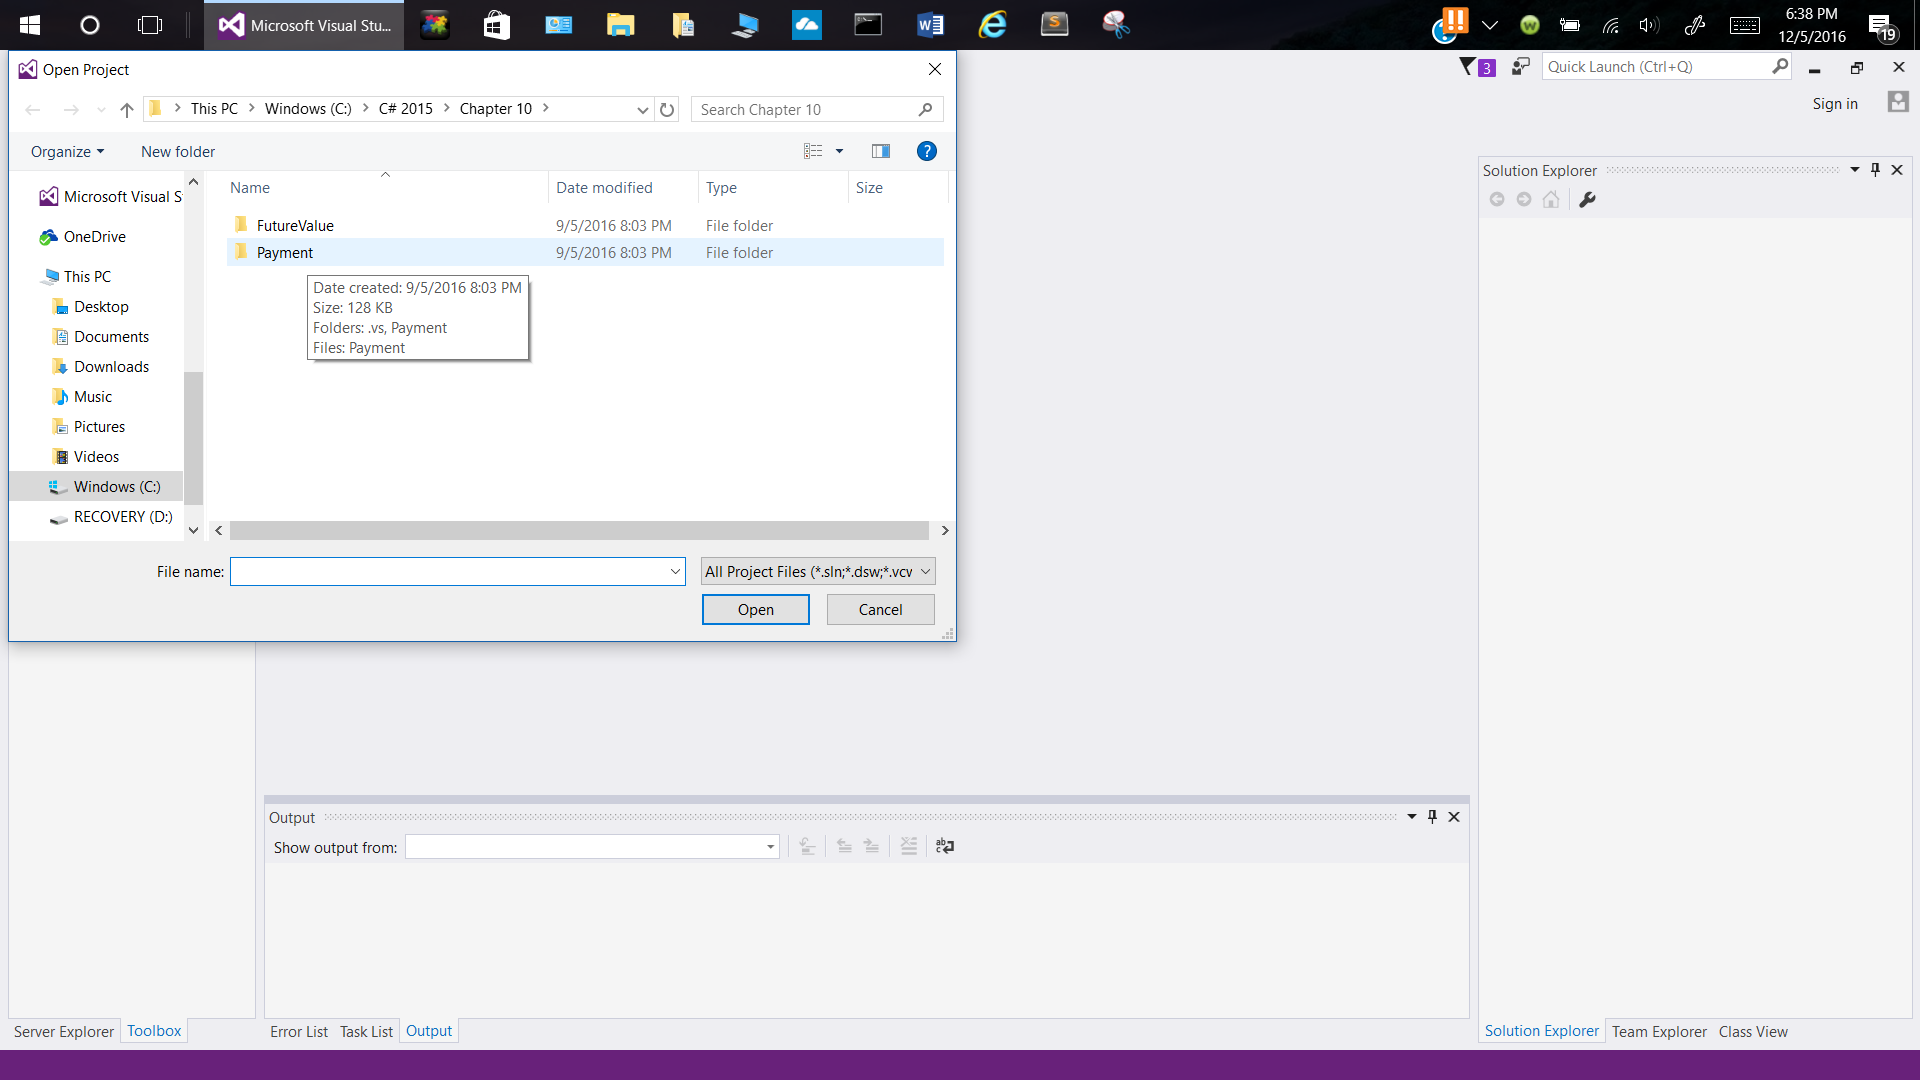 Microsoft Visual Stu...
6:38 PM
12/5/2016
19
Open Project
3
Quick Launch (Ctrl+Q)
Sign in
This PC > Windows (C:) > C# 2015 > Chapter 10 >
Search Chapter 10
Organize
New folder
?
Name
Date modified
Type
Size
Microsoft Visual S
OneDrive
This PC
Desktop
Documents
Downloads
Music
Pictures
Videos
Windows (C:)
RECOVERY (D:)
FutureValue 9/5/2016 8:03 PM File folder
Payment 9/5/2016 8:03 PM File folder
Date created: 9/5/2016 8:03 PM
Size: 128 KB
Folders: .vs, Payment
Files: Payment
File name:
All Project Files (*.sln;*.dsw;*.vcw
Open
Cancel
Solution Explorer
Output
Show output from:
Server Explorer
Toolbox
Error List
Task List
Output
Solution Explorer
Team Explorer
Class View